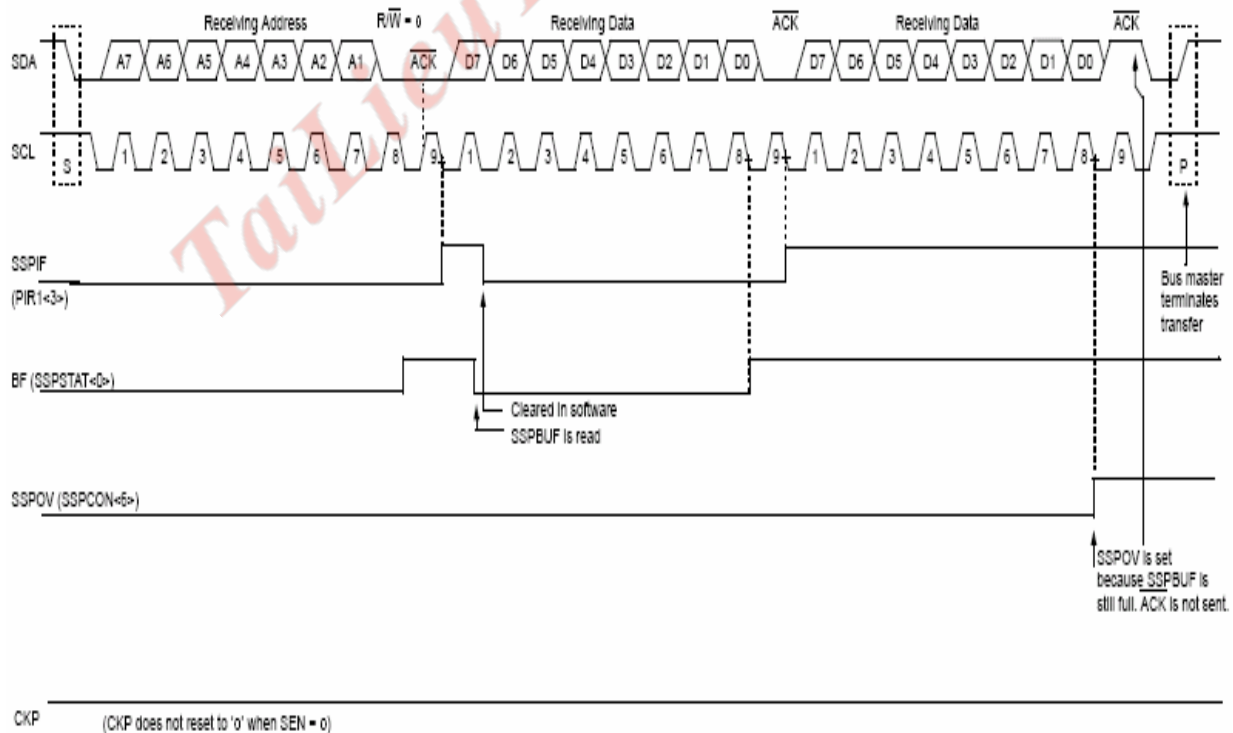 Receiving Address R/W = 0 Receiving Data ACK Receiving Data ACK
SDA A7 A6 A5 A4 A3 A2 A1 ACK D7 D6 D5 D4 D3 D2 D1 D0 D7 D6 D5 D4 D3 D2 D1 D0
SCL S 1 2 3 4 5 6 7 8 9 1 2 3 4 5 6 7 8 9 1 2 3 4 5 6 7 8 9 P
SSPIF
(PIR1<3>)
Bus master
terminates
transfer
BF (SSPSTAT<0>)
Cleared in software
SSPBUF is read
SSPOV (SSPCON<6>)
SSPOV is set
because SSPBUF is
still full. ACK is not sent.
CKP (CKP does not reset to ‘0’ when SEN = 0)